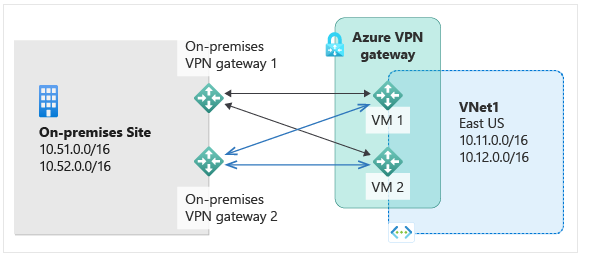 On-premises
VPN gateway 1
Azure VPN
gateway
On-premises Site
10.51.0.0/16
10.52.0.0/16
VM 1
VNet1
East US
10.11.0.0/16
10.12.0.0/16
VM 2
On-premises
VPN gateway 2